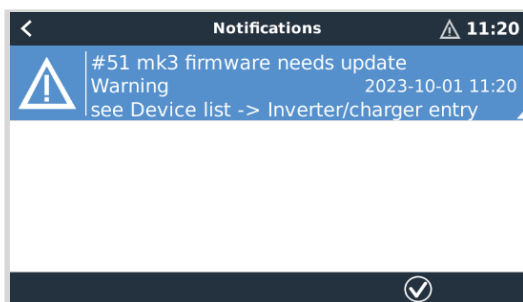 Notifications
11:20
#51 mk3 firmware needs update
Warning
2023-10-01 11:20
see Device list -> Inverter/charger entry